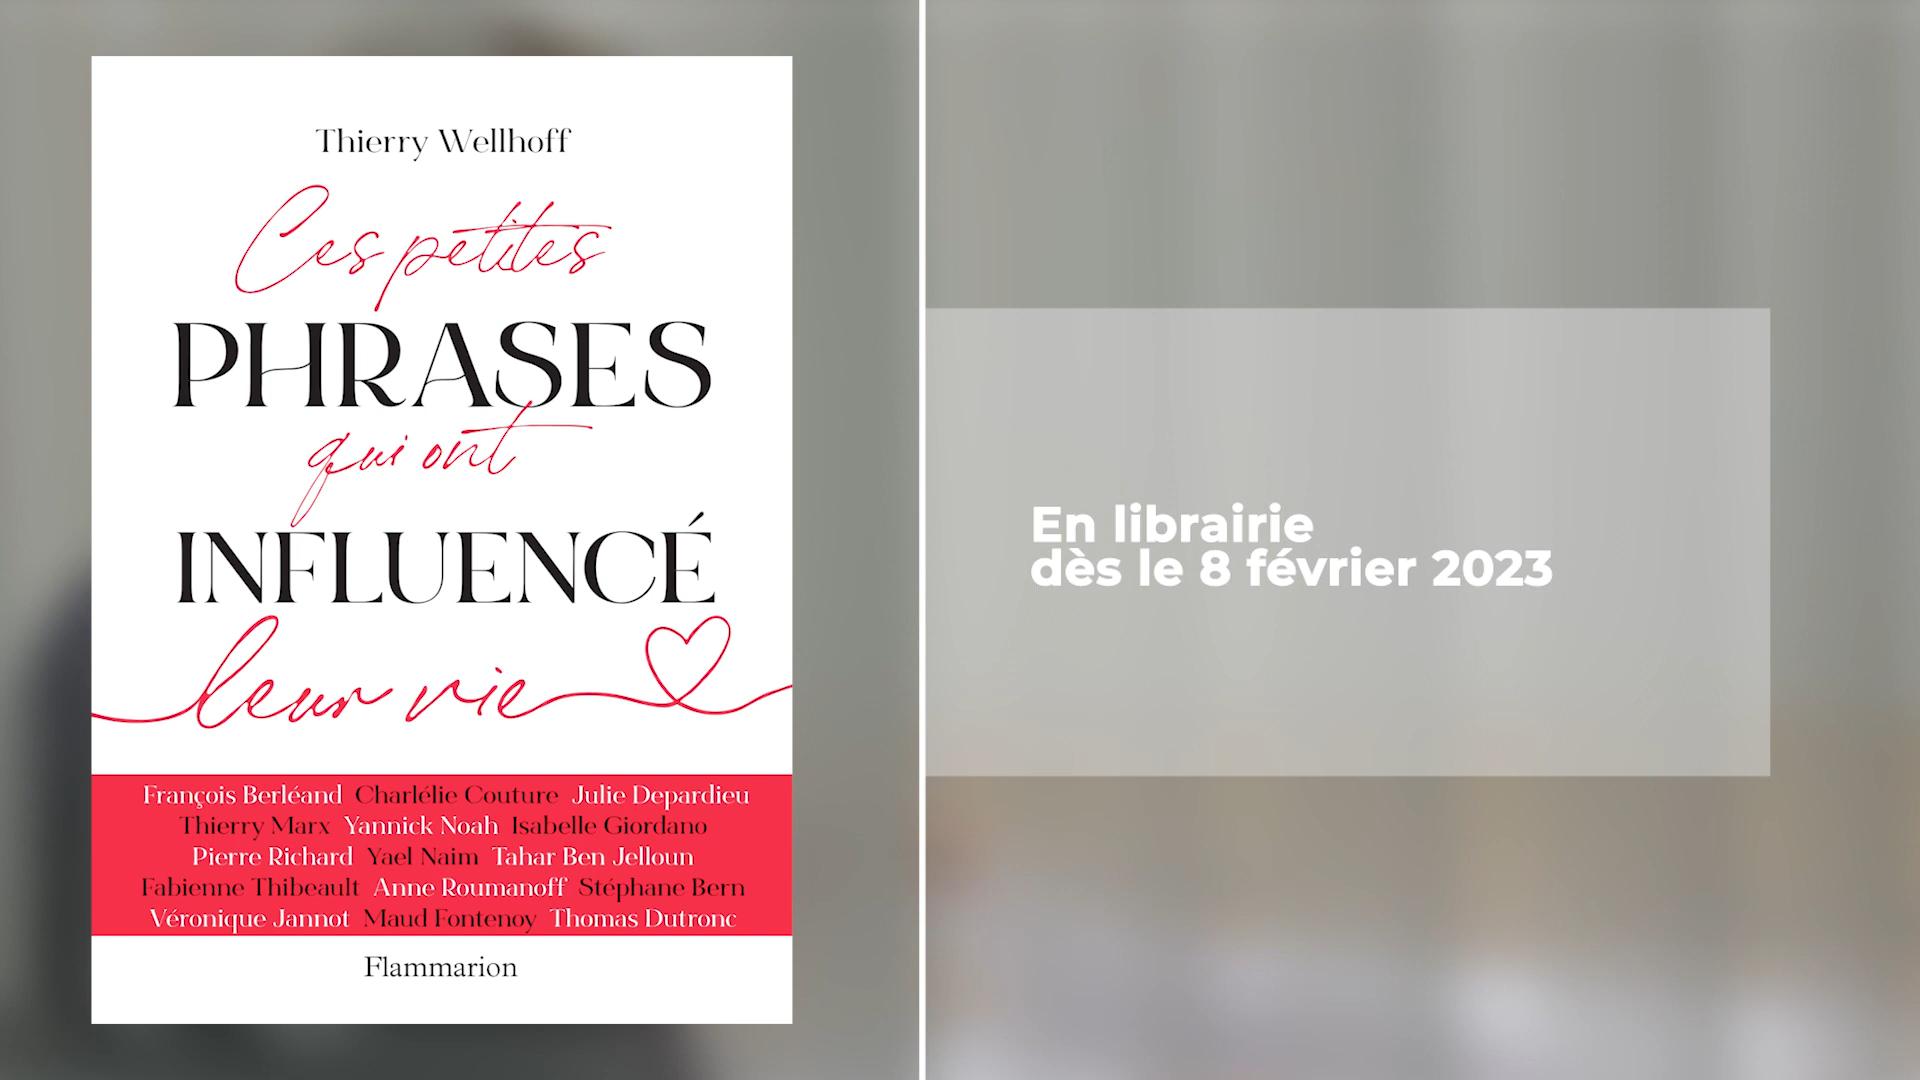 Thierry Wellhoff
Ces petites
PHRASES
qui ont
INFLUENCÉ
leur vie
François Berléand Charlélie Couture Julie Depardieu
Thierry Marx Yannick Noah Isabelle Giordano
Pierre Richard Yael Naim Tahar Ben Jelloun
Fabienne Thibeault Anne Roumanoff Stéphane Bern
Véronique Jannot Maud Fontenoy Thomas Dutronc
Flammarion
En librairie
dès le 8 février 2023